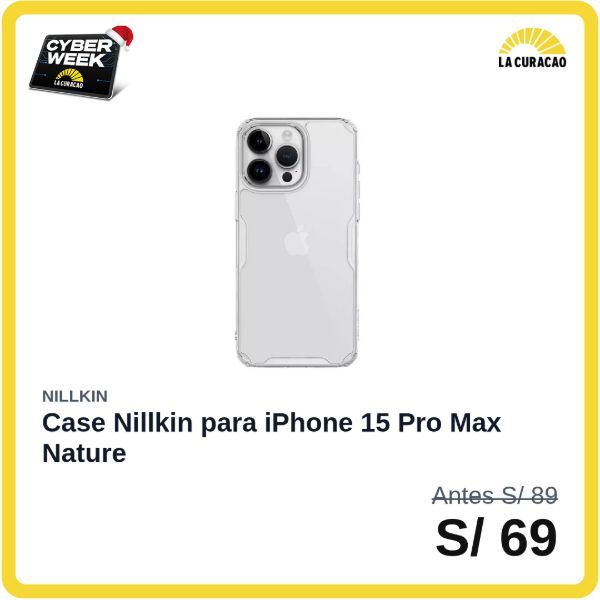 CYBER
WEEK
LA CURACAO
LA CURACAO
NILLKIN
Case Nillkin para iPhone 15 Pro Max
Nature
Antes S/ 89
S/ 69